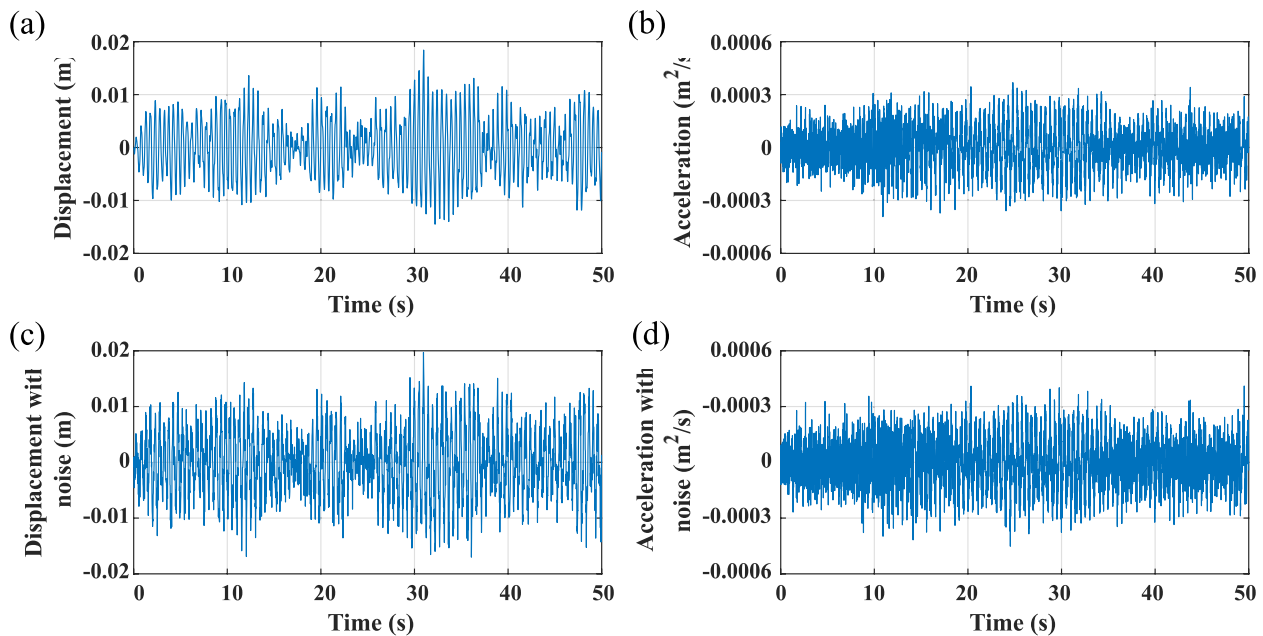 (a)
Displacement (m)
0.02
0.01
0
-0.01
-0.02
0 10 20 30 40 50
Time (s)
(b)
Acceleration (m²/s
0.0006
0.0003
0
-0.0003
-0.0006
0 10 20 30 40 50
Time (s)
(c)
Displacement with
noise (m)
0.02
0.01
0
-0.01
-0.02
0 10 20 30 40 50
Time (s)
(d)
Acceleration with
noise (m²/s)
0.0006
-0.0003
0
-0.0003
-0.0006
0 10 20 30 40 50
Time (s)